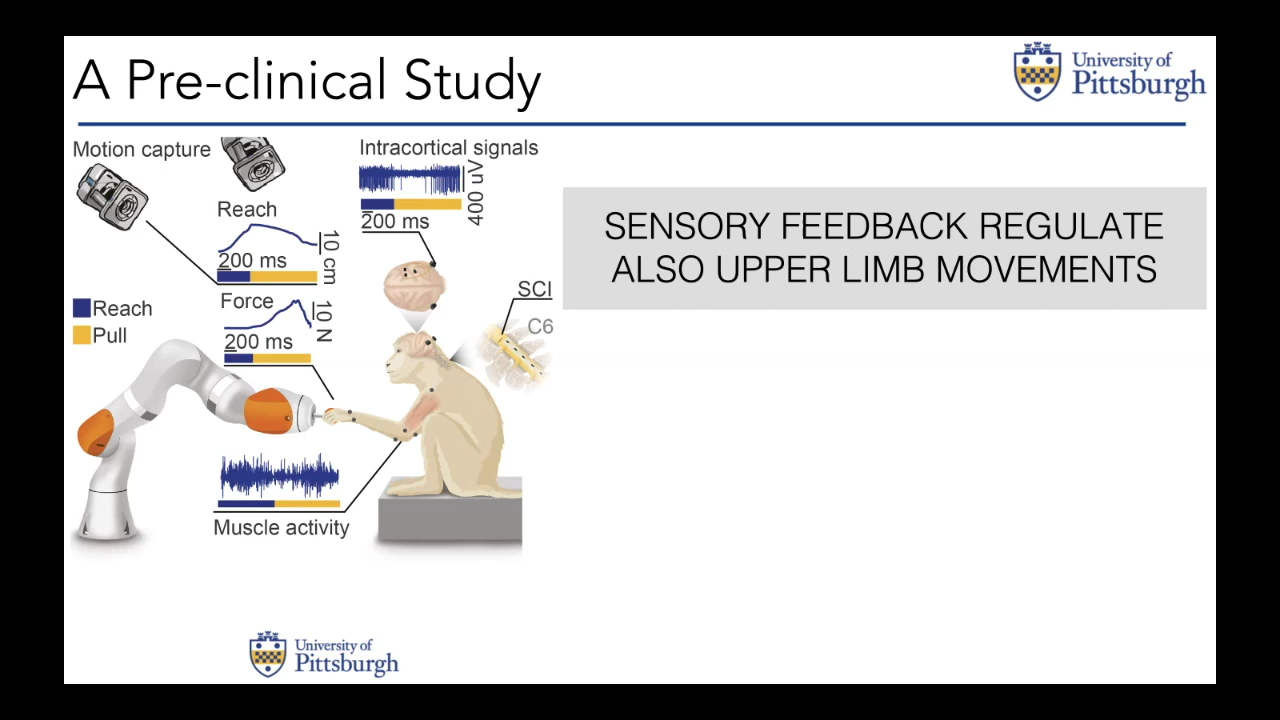 A Pre-clinical Study
University of
Pittsburgh
Motion capture
Intracortical signals
400 uV
200 ms
Reach
10 cm
200 ms
Force
10 N
200 ms
Reach
Pull
SCI
C6
Muscle activity
SENSORY FEEDBACK REGULATE
ALSO UPPER LIMB MOVEMENTS
University of
Pittsburgh